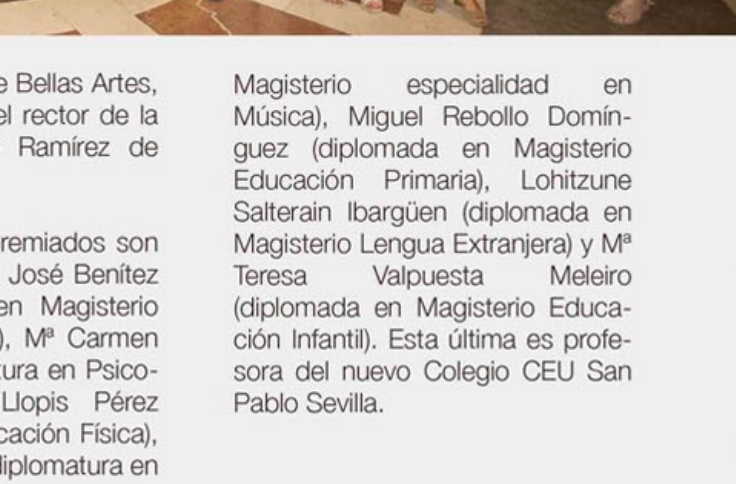 e Bellas Artes,
el rector de la
Ramírez de
remiados son
José Benítez
en Magisterio
), Mª Carmen
tura en Psico-
Llopis Pérez
cación Física),
diplomatura en
Magisterio especialidad en
Música), Miguel Rebollo Domín-
guez (diplomada en Magisterio
Educación Primaria), Lohitzune
Salterain Ibargüen (diplomada en
Magisterio Lengua Extranjera) y Mª
Teresa Valpuesta Meleiro
(diplomada en Magisterio Educa-
ción Infantil). Esta última es profe-
sora del nuevo Colegio CEU San
Pablo Sevilla.